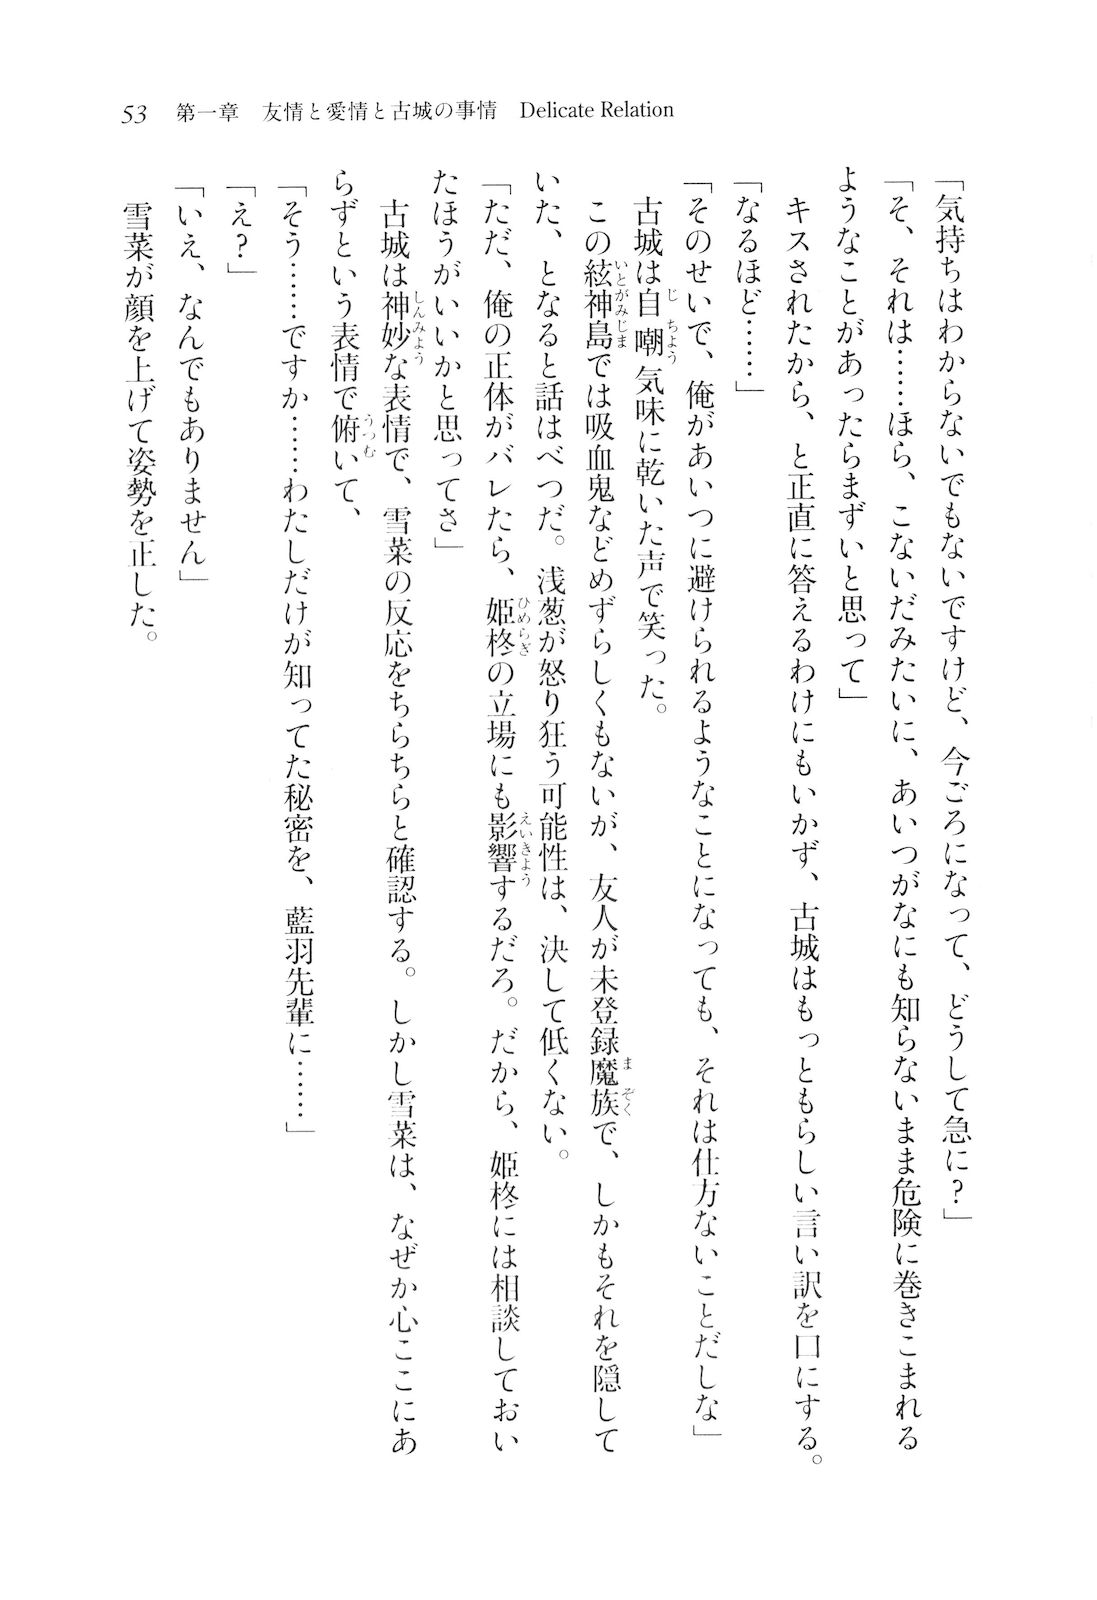 53　第一章　友情と愛情と古城の事情　Delicate Relation
「気持ちはわからないでもないですけど、今ごろになって、どうして急に？」
「そ、それは……ほら、こないだみたいに、あいつがなにも知らないまま危険に巻きこまれる
ようなことがあったらまずいと思って」
　キスされたから、と正直に答えるわけにもいかず、古城はもっともらしい言い訳を口にする。
「なるほど……」
「そのせいで、俺があいつに避けられるようなことになっても、それは仕方ないことだしな」
　古城は自嘲気味に乾いた声で笑った。
　この絃神島では吸血鬼などめずらしくもないが、友人が未登録魔族で、しかもそれを隠して
いた、となると話はべつだ。浅葱が怒り狂う可能性は、決して低くない。
「ただ、俺の正体がバレたら、姫柊の立場にも影響するだろ。だから、姫柊には相談しておい
たほうがいいかと思ってさ」
　古城は神妙な表情で、雪菜の反応をちらちらと確認する。しかし雪菜は、なぜか心ここにあ
らずという表情で俯いて、
「そう……ですか……わたしだけが知ってた秘密を、藍羽先輩に……」
「え？」
「いえ、なんでもありません」
　雪菜が顔を上げて姿勢を正した。